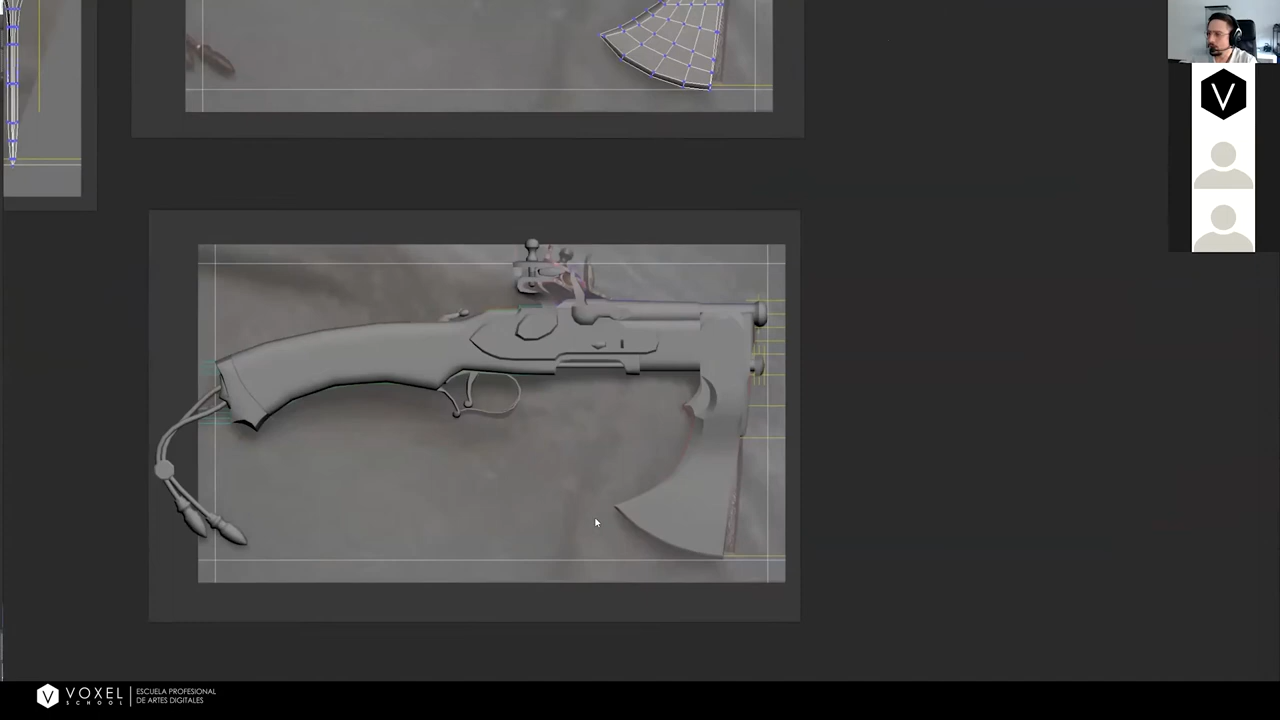 V
VOXEL
SCHOOL
ESCUELA PROFESIONAL
DE ARTES DIGITALES